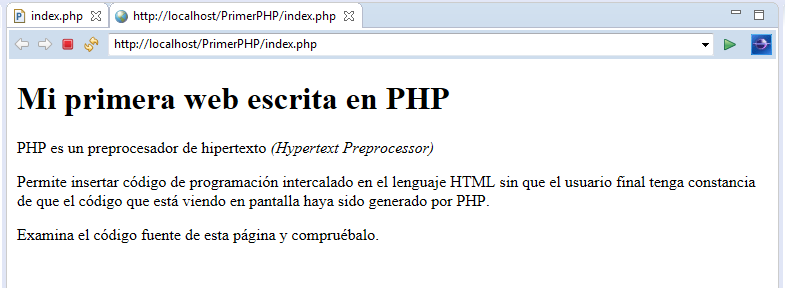 index.php
http://localhost/PrimerPHP/index.php
http://localhost/PrimerPHP/index.php
Mi primera web escrita en PHP
PHP es un preprocesador de hipertexto (Hypertext Preprocessor)
Permite insertar código de programación intercalado en el lenguaje HTML sin que el usuario final tenga constancia
de que el código que está viendo en pantalla haya sido generado por PHP.
Examina el código fuente de esta página y compruébalo.